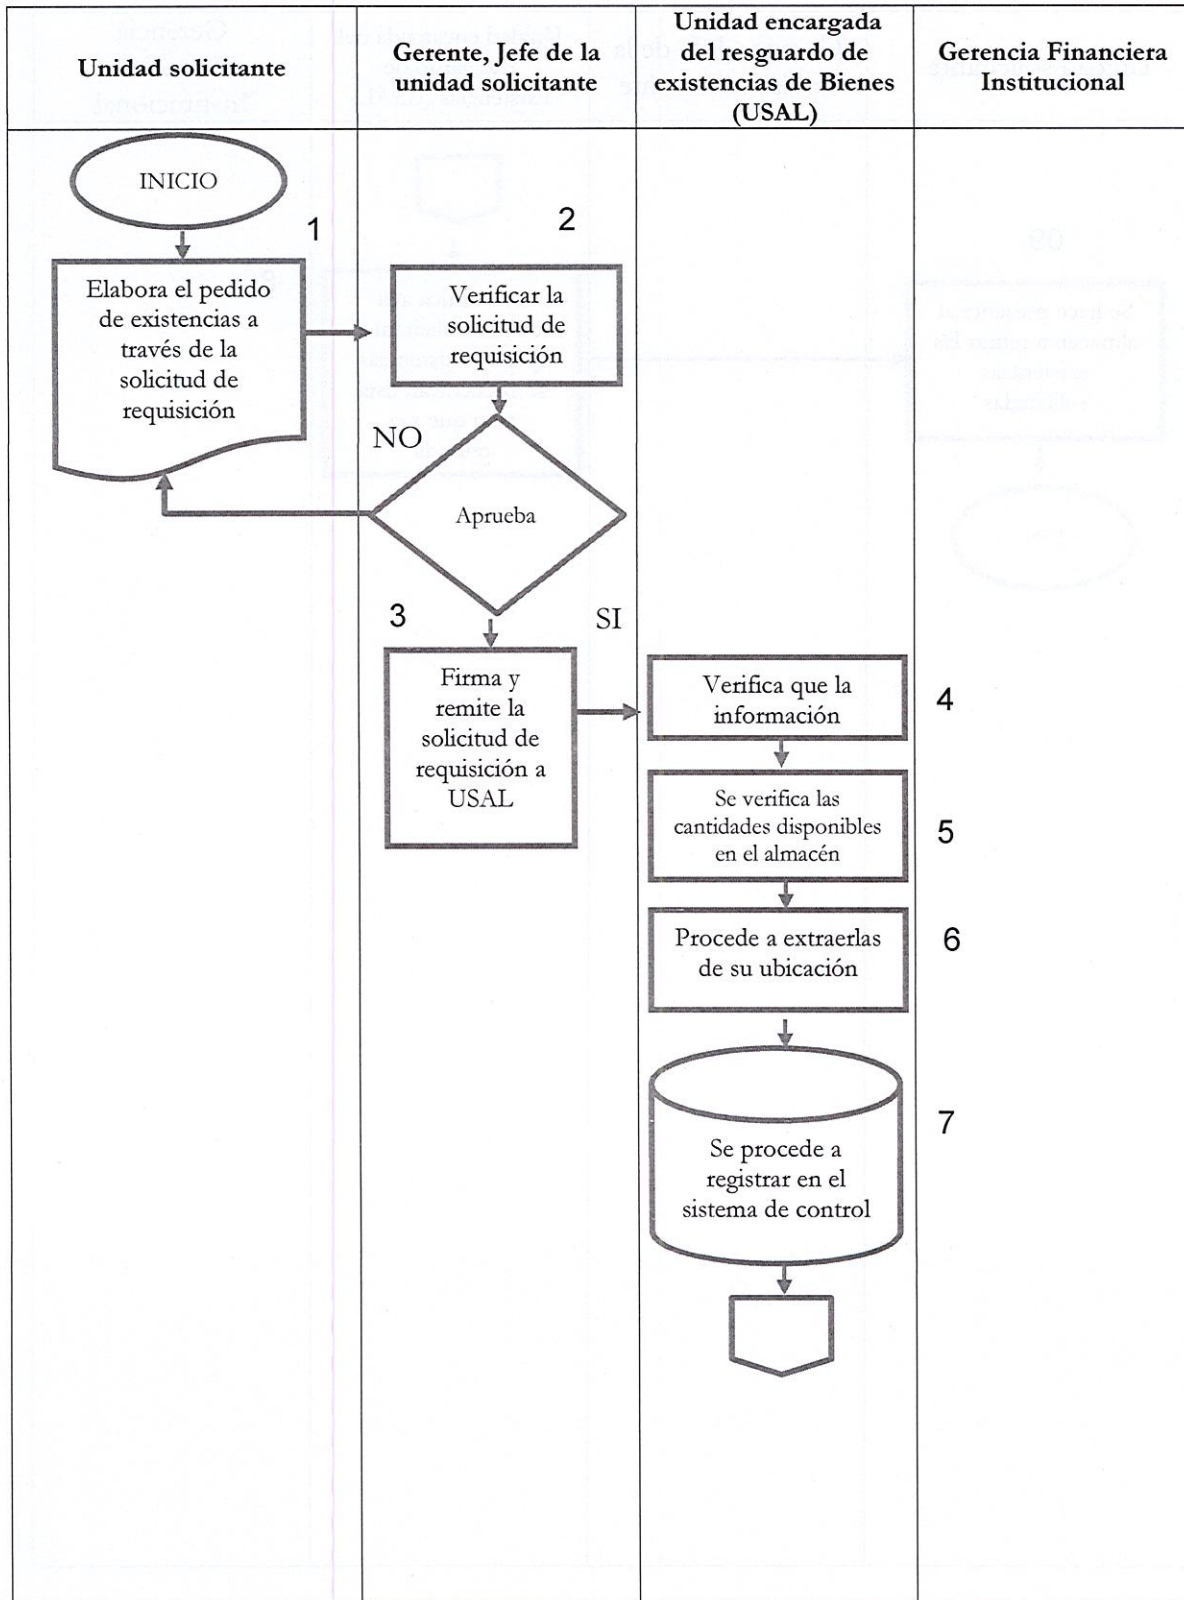 Unidad solicitante
Gerente, Jefe de la
unidad solicitante
Unidad encargada
del resguardo de
existencias de Bienes
(USAL)
Gerencia Financiera
Institucional
INICIO
1
Elabora el pedido
de existencias a
través de la
solicitud de
requisición
2
Verificar la
solicitud de
requisición
NO
Aprueba
SI
3
Firma y
remite la
solicitud de
requisición a
USAL
Verifica que la
información
4
Se verifica las
cantidades disponibles
en el almacén
5
Procede a extraerlas
de su ubicación
6
Se procede a
registrar en el
sistema de control
7